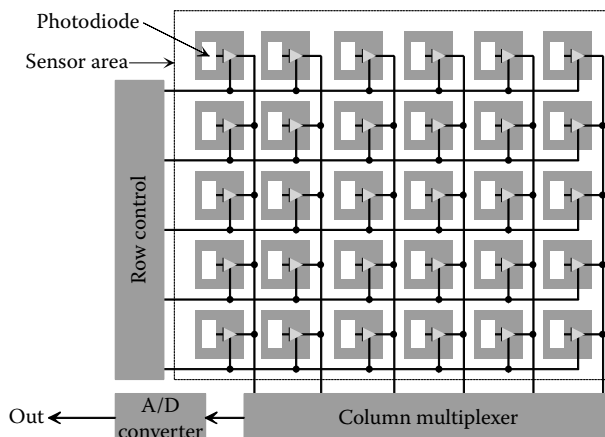 Photodiode
Sensor area
Row control
Out
A/D
converter
Column multiplexer